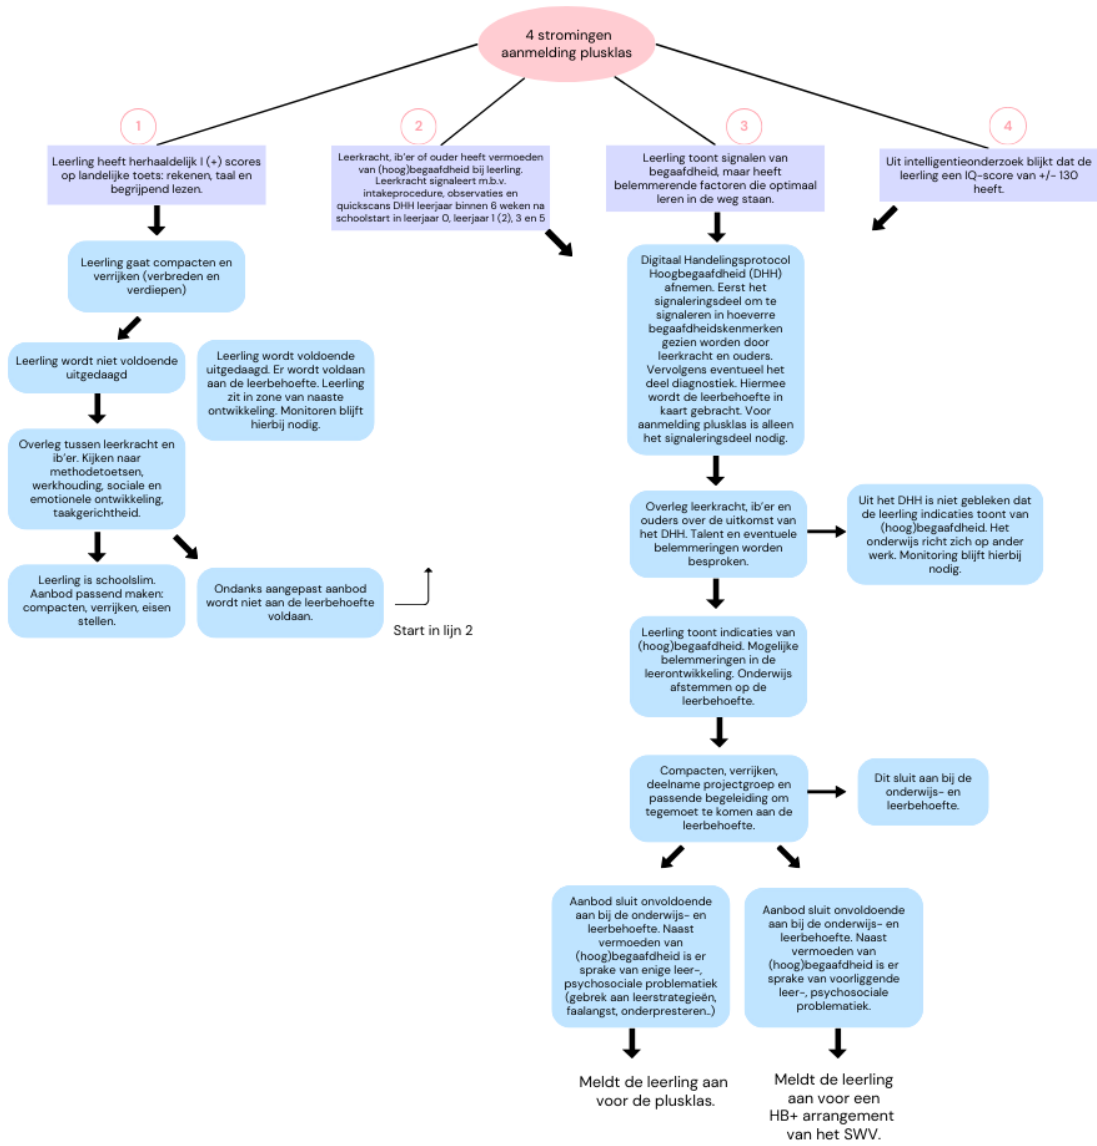 4 stromingen
aanmelding plusklas
1
2
3
4
Leerling heeft herhaaldelijk I (+) scores
op landelijke toets: rekenen, taal en
begrijpend lezen.
Leerkracht, ib'er of ouder heeft vermoeden
van (hoog)begaafdheid bij leerling.
Leerkracht signaleert m.b.v.
intakeprocedure, observaties en
quickscans DHH leerjaar binnen 6 weken na
schoolstart in leerjaar 0, leerjaar 1 (2), 3 en 5
Leerling toont signalen van
begaafdheid, maar heeft
belemmerende factoren die optimaal
leren in de weg staan.
Uit intelligentieonderzoek blijkt dat de
leerling een IQ-score van +/- 130
heeft.
Leerling gaat compacten en
verrijken (verbreden en
verdiepen)
Leerling wordt niet voldoende
uitgedaagd
Leerling wordt voldoende
uitgedaagd. Er wordt voldaan
aan de leerbehoefte. Leerling
zit in zone van naaste
ontwikkeling. Monitoren blijft
hierbij nodig.
Overleg tussen leerkracht en
ib'er. Kijken naar
methodetoetsen,
werkhouding, sociale en
emotionele ontwikkeling,
taakgerichtheid.
Leerling is schoolslim.
Aanbod passend maken:
compacten, verrijken, eisen
stellen.
Ondanks aangepast aanbod
wordt niet aan de leerbehoefte
voldaan.
Start in lijn 2
Digitaal Handelingsprotocol
Hoogbegaafdheid (DHH)
afnemen. Eerst het
signaleringsdeel om te
signaleren in hoeverre
begaafdheidskenmerken
gezien worden door
leerkracht en ouders.
Vervolgens eventueel het
deel diagnostiek. Hiermee
wordt de leerbehoefte in
kaart gebracht. Voor
aanmelding plusklas is alleen
het signaleringsdeel nodig.
Overleg leerkracht, ib'er en
ouders over de uitkomst van
het DHH. Talent en eventuele
belemmeringen worden
besproken.
Uit het DHH is niet gebleken dat
de leerling indicaties toont van
(hoog)begaafdheid. Het
onderwijs richt zich op ander
werk. Monitoring blijft hierbij
nodig.
Leerling toont indicaties van
(hoog)begaafdheid. Mogelijke
belemmeringen in de
leerontwikkeling. Onderwijs
afstemmen op de
leerbehoefte.
Compacten, verrijken,
deelname projectgroep en
passende begeleiding om
tegemoet te komen aan de
leerbehoefte.
Dit sluit aan bij de
onderwijs- en
leerbehoefte.
Aanbod sluit onvoldoende
aan bij de onderwijs- en
leerbehoefte. Naast
vermoeden van
(hoog)begaafdheid is er
sprake van enige leer-,
psychosociale problematiek
(gebrek aan leerstrategieën,
faalangst, onderpresteren..)
Aanbod sluit onvoldoende
aan bij de onderwijs- en
leerbehoefte. Naast
vermoeden van
(hoog)begaafdheid is er
sprake van voorliggende
leer-, psychosociale
problematiek.
Meldt de leerling aan
voor de plusklas.
Meldt de leerling
aan voor een
HB+ arrangement
van het SWV.